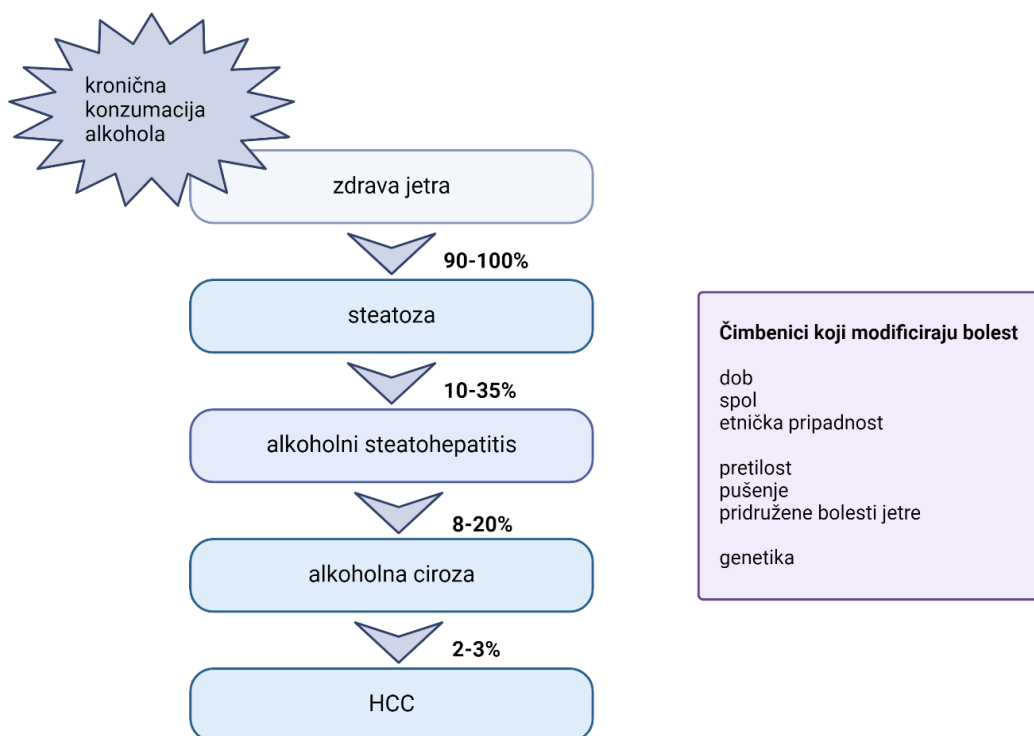 kronična
konzumacija
alkohola
zdrava jetra
90-100%
steatoza
10-35%
alkoholni steatohepatitis
8-20%
alkoholna ciroza
2-3%
HCC
Čimbenici koji modificiraju bolest
dob
spol
etnička pripadnost
pretilost
pušenje
pridružene bolesti jetre
genetika